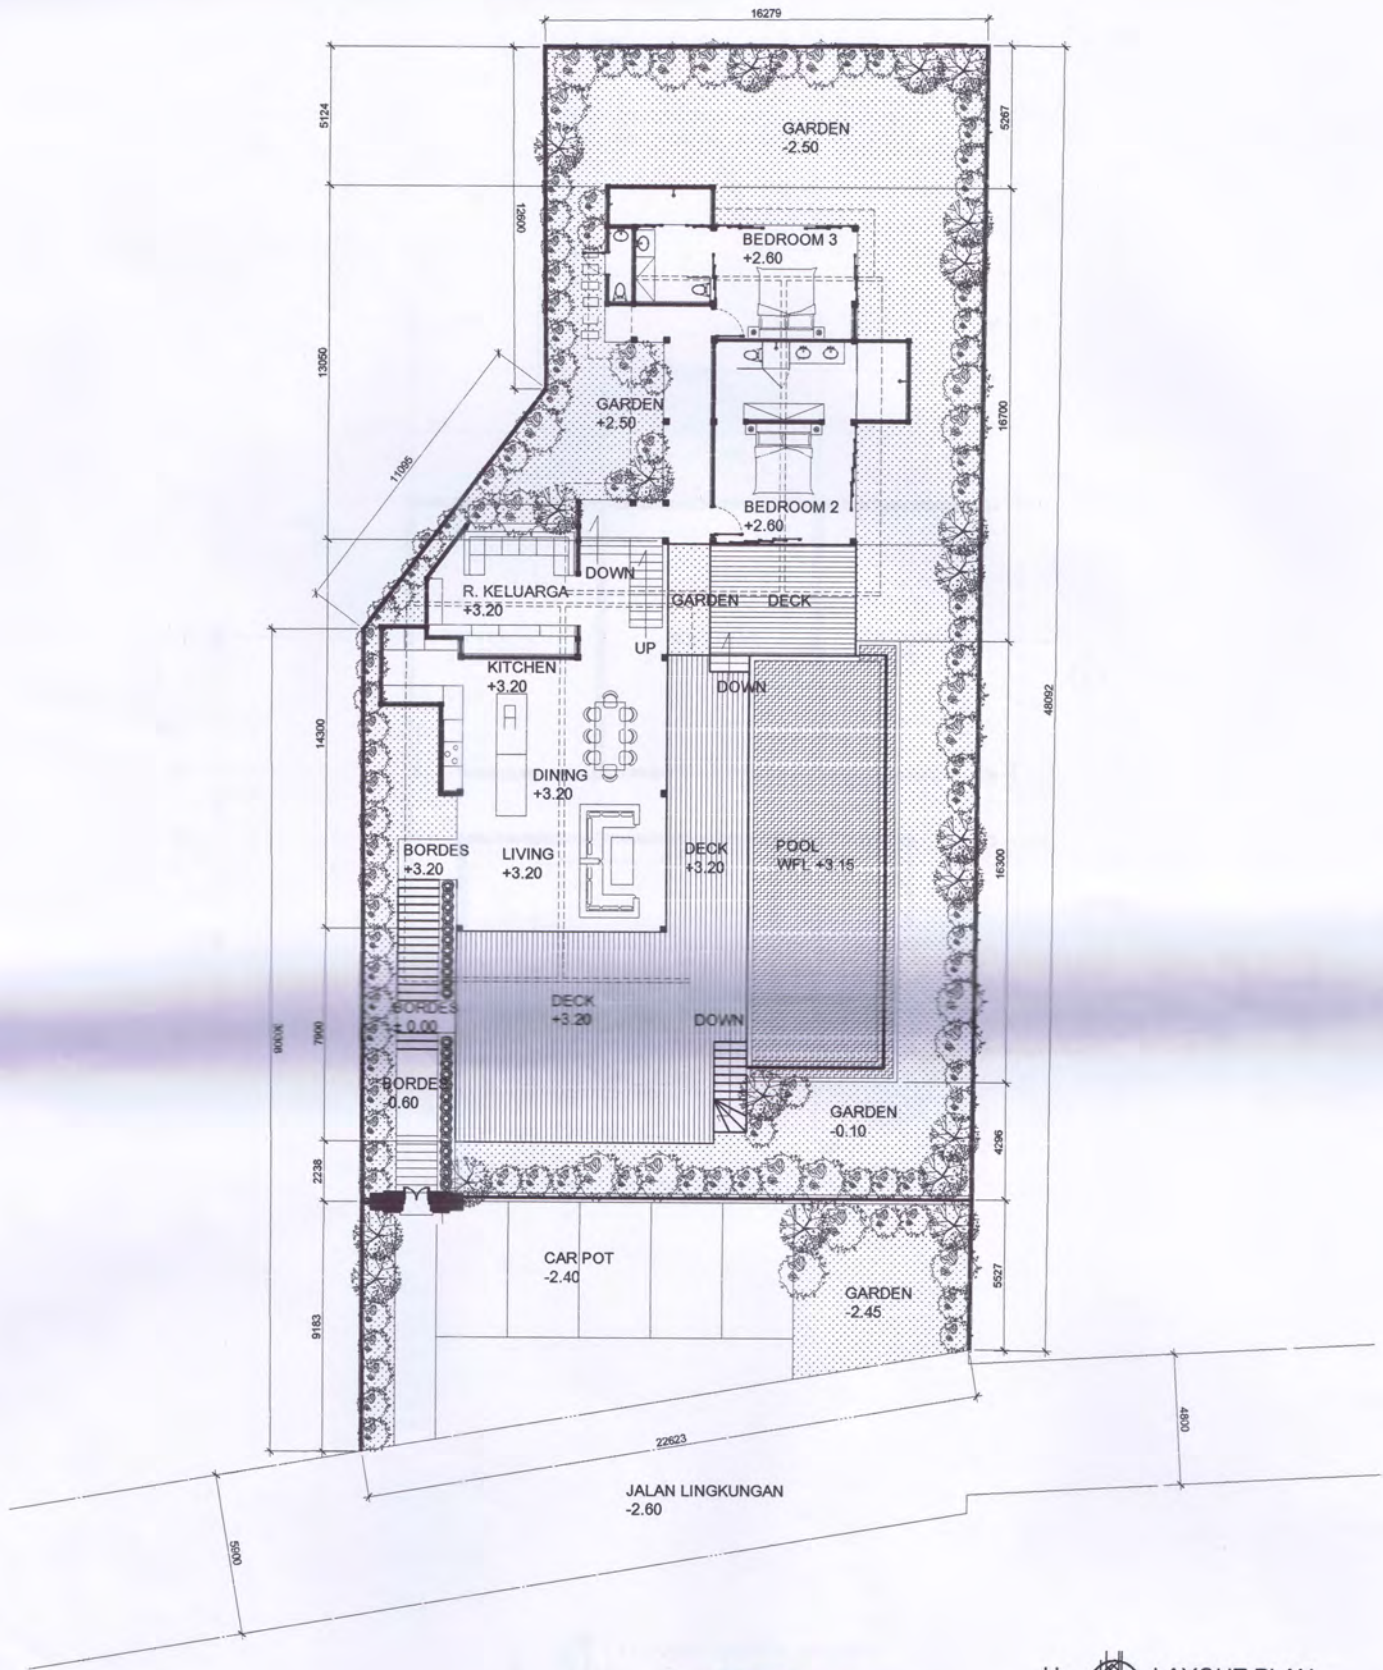 16279
5124
12600
5267
GARDEN
-2.50
BEDROOM 3
+2.60
13060
16700
GARDEN
+2.50
11095
BEDROOM 2
+2.60
DOWN
R. KELUARGA
+3.20
GARDEN
DECK
UP
KITCHEN
+3.20
DOWN
48092
14300
DINING
+3.20
BORDES
+3.20
LIVING
+3.20
DECK
+3.20
POOL
WFL +3.15
16300
BORDES
± 0.00
DECK
+3.20
DOWN
7900
BORDES
-0.60
GARDEN
-0.10
4296
2238
CAR POT
-2.40
GARDEN
-2.45
5527
9183
22623
4800
JALAN LINGKUNGAN
-2.60
5900